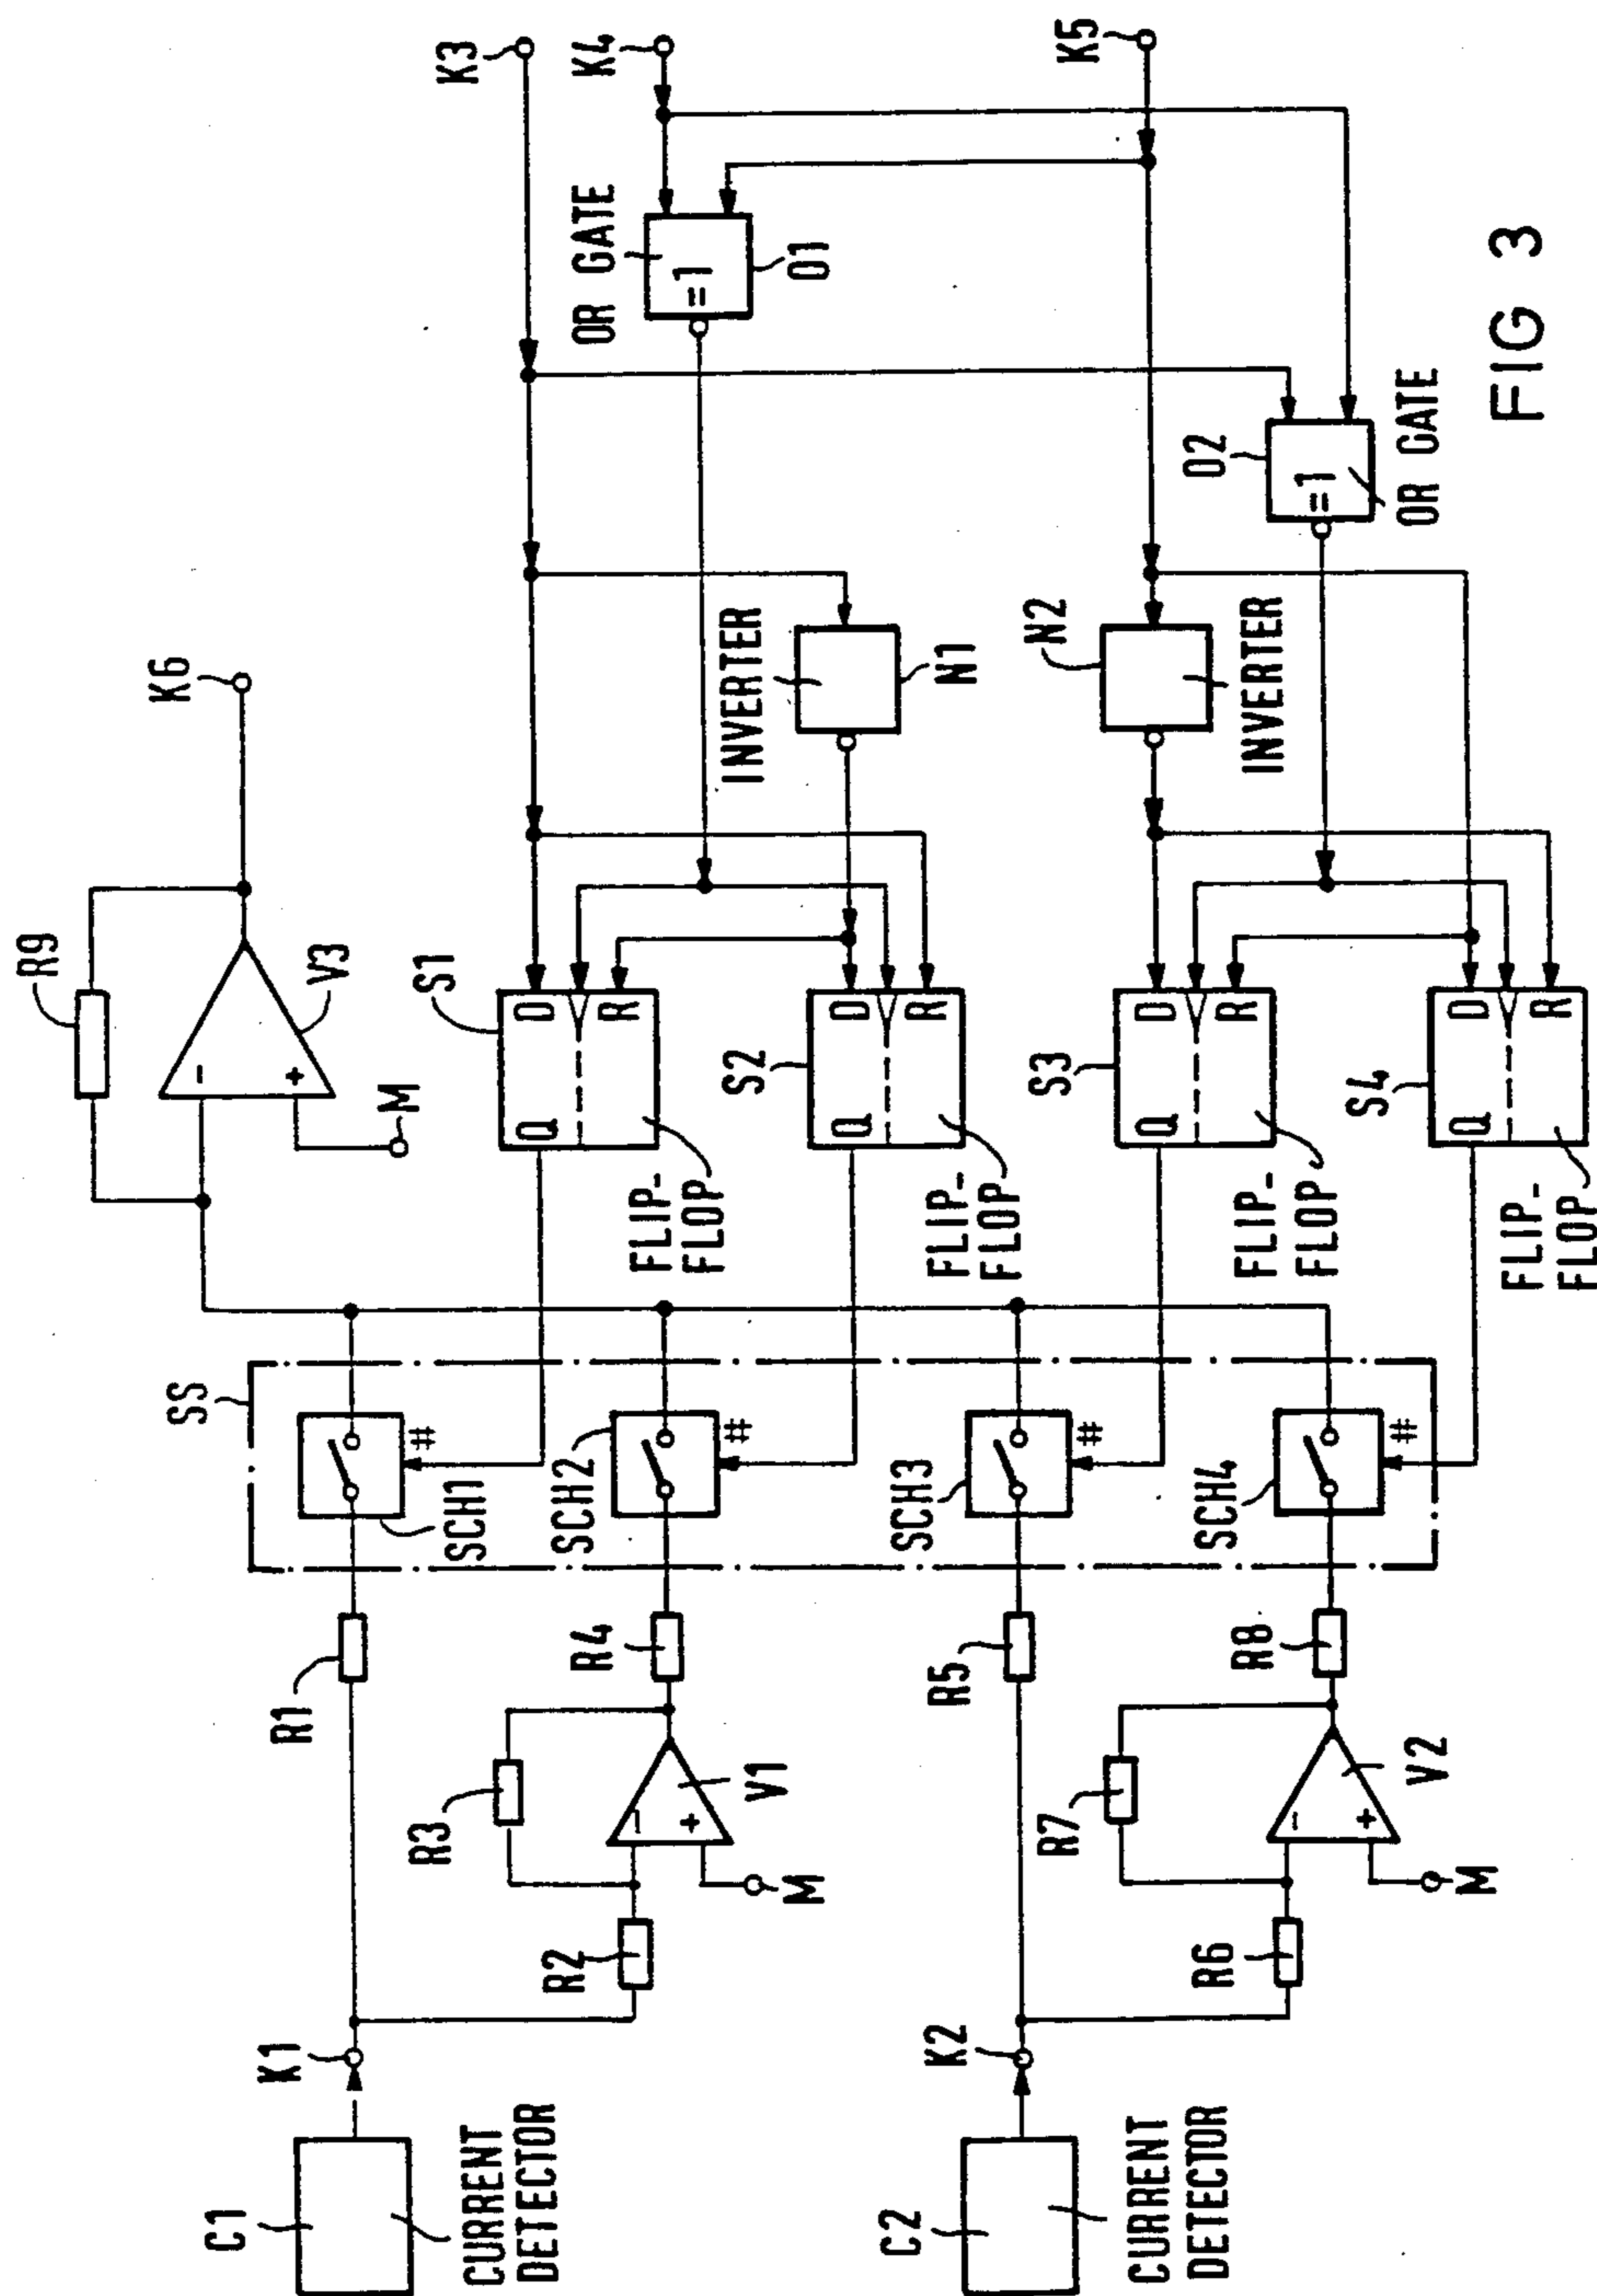 K3
K4
K5
OR GATE
=1
O1
O2
=1
OR GATE
FIG 3
K6
INVERTER
N1
N2
INVERTER
R9
-
+
V3
M
S1
D
R
Q
FLIP-
FLOP
S2
D
R
Q
FLIP-
FLOP
S3
D
R
Q
FLIP-
FLOP
S4
D
R
Q
FLIP-
FLOP
SS
#
SCH1
#
SCH2
#
SCH3
#
SCH4
R1
R4
R5
R8
R3
-
+
V1
M
R2
R7
-
+
V2
M
R6
K1
K2
C1
CURRENT
DETECTOR
C2
CURRENT
DETECTOR